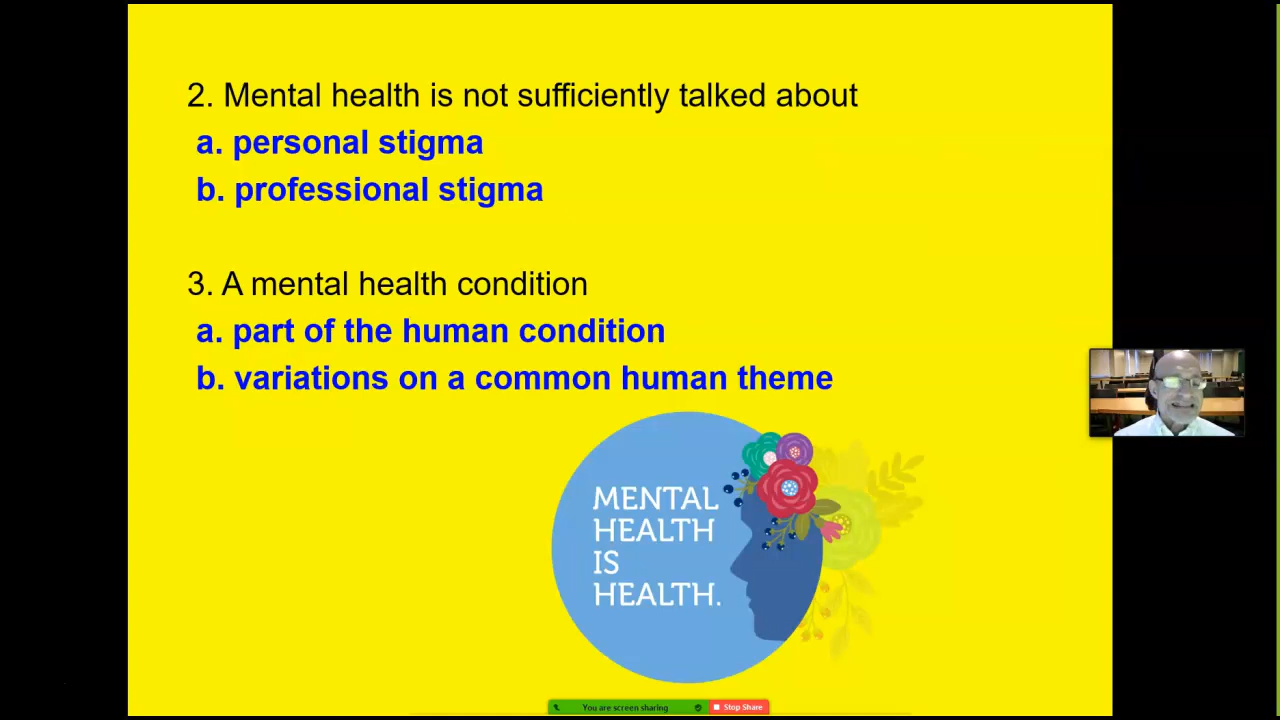 2. Mental health is not sufficiently talked about
a. personal stigma
b. professional stigma
3. A mental health condition
a. part of the human condition
b. variations on a common human theme
MENTAL
HEALTH
IS
HEALTH.
You are screen sharing
Stop Share